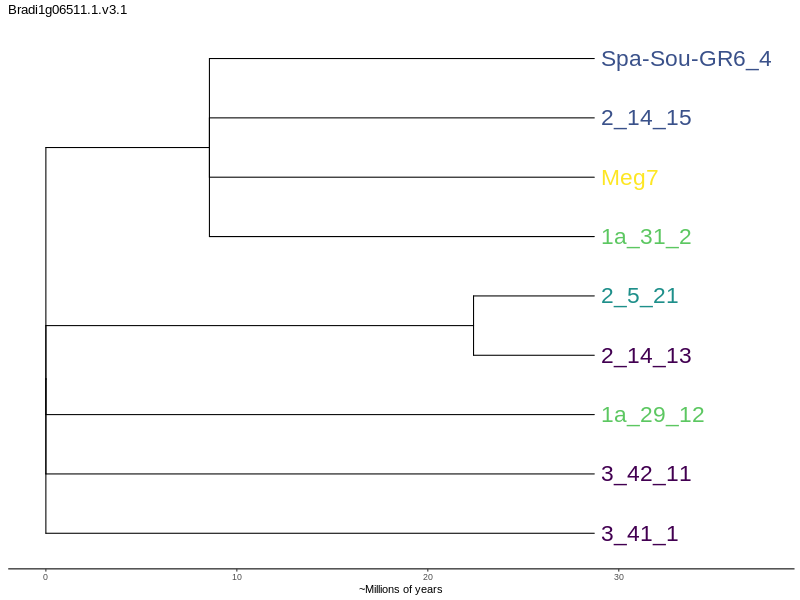 Bradi1g06511.1.v3.1
Spa-Sou-GR6_4
2_14_15
Meg7
1a_31_2
2_5_21
2_14_13
1a_29_12
3_42_11
3_41_1
0 10 20 30
~Millions of years